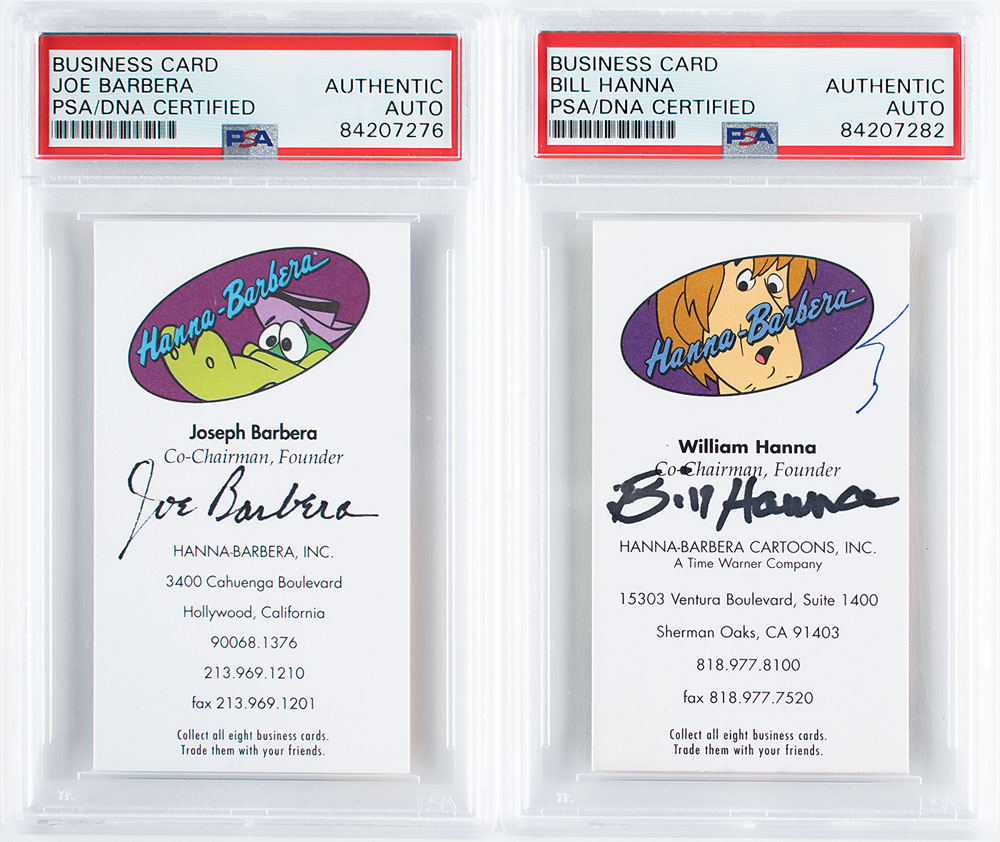 BUSINESS CARD
JOE BARBERA
AUTHENTIC
PSA/DNA CERTIFIED
AUTO
84207276
PSA
Hanna-Barbera
Joseph Barbera
Co-Chairman, Founder
Joe Barbera
HANNA-BARBERA, INC.
3400 Cahuenga Boulevard
Hollywood, California
90068.1376
213.969.1210
fax 213.969.1201
Collect all eight business cards.
Trade them with your friends.
BUSINESS CARD
BILL HANNA
AUTHENTIC
PSA/DNA CERTIFIED
AUTO
84207282
PSA
Hanna-Barbera
William Hanna
Co-Chairman, Founder
Bill Hanna
HANNA-BARBERA CARTOONS, INC.
A Time Warner Company
15303 Ventura Boulevard, Suite 1400
Sherman Oaks, CA 91403
818.977.8100
fax 818.977.7520
Collect all eight business cards.
Trade them with your friends.